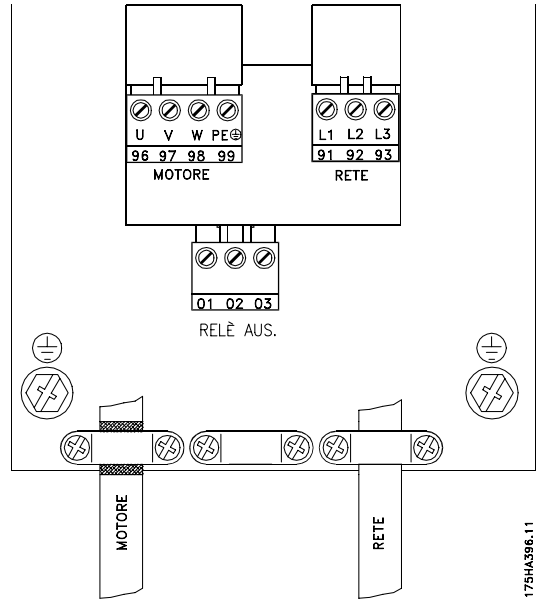 U V W PE
96 97 98 99
MOTORE
L1 L2 L3
91 92 93
RETE
01 02 03
RELÈ AUS.
MOTORE
RETE
175HA396.11